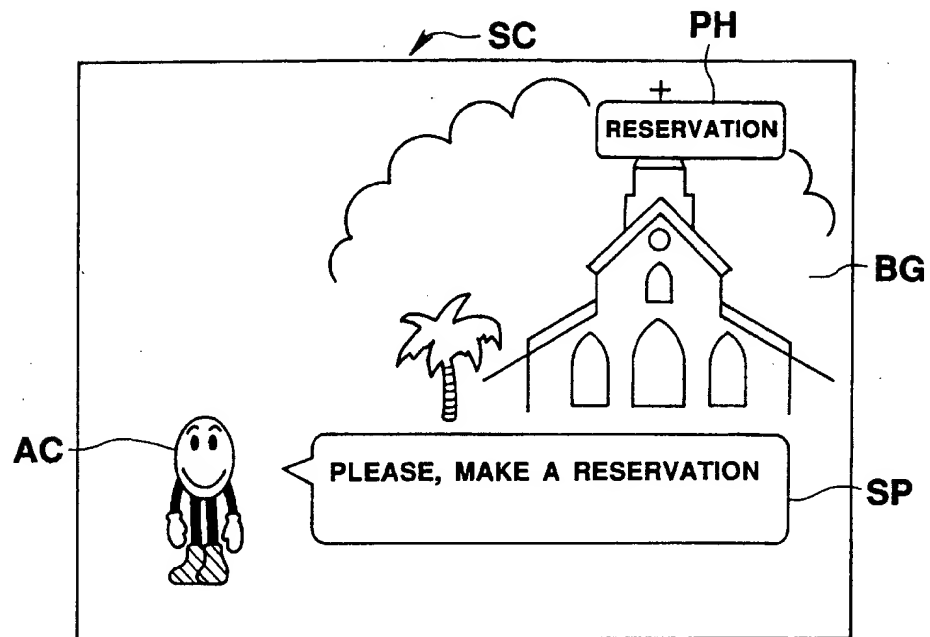 SC
PH
RESERVATION
BG
AC
PLEASE, MAKE A RESERVATION
SP